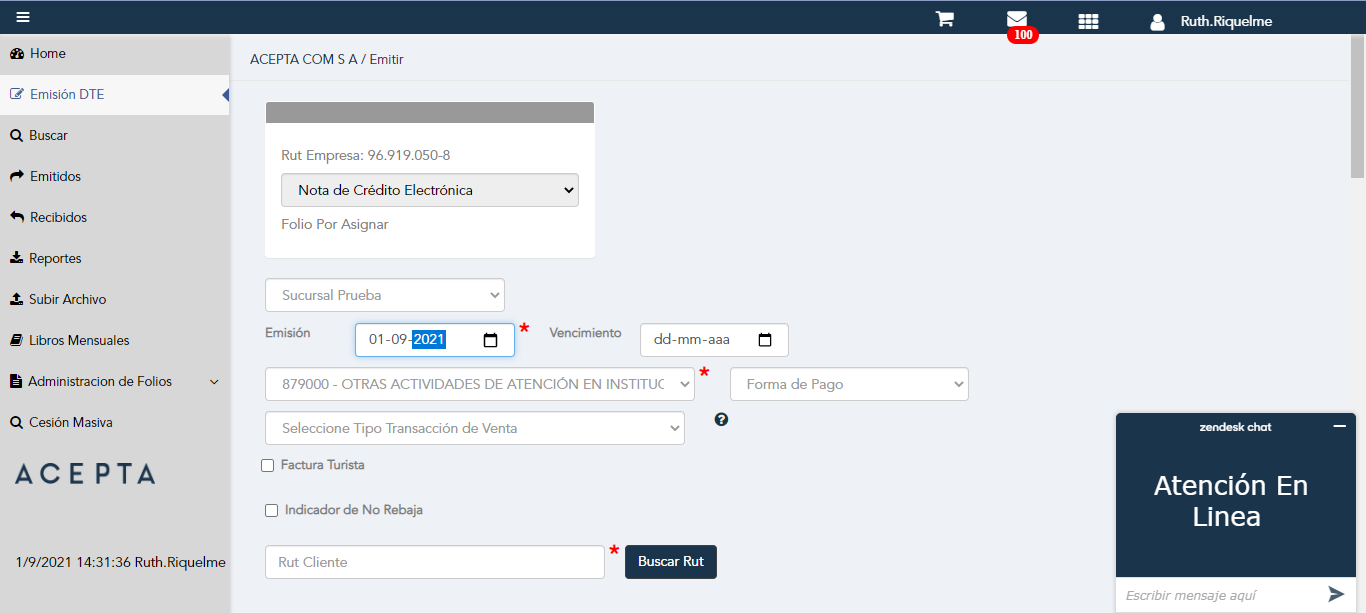 100
Ruth.Riquelme
Home
Emisión DTE
Buscar
Emitidos
Recibidos
Reportes
Subir Archivo
Libros Mensuales
Administracion de Folios
Cesión Masiva
ACEPTA
1/9/2021 14:31:36 Ruth.Riquelme
ACEPTA COM S A / Emitir
Rut Empresa: 96.919.050-8
Nota de Crédito Electrónica
Folio Por Asignar
Sucursal Prueba
Emisión 01-09-2021 * Vencimiento dd-mm-aaa
879000 - OTRAS ACTIVIDADES DE ATENCIÓN EN INSTITUC * Forma de Pago
Seleccione Tipo Transacción de Venta ?
Factura Turista
Indicador de No Rebaja
Rut Cliente * Buscar Rut
zendesk chat
Atención En
Linea
Escribir mensaje aquí